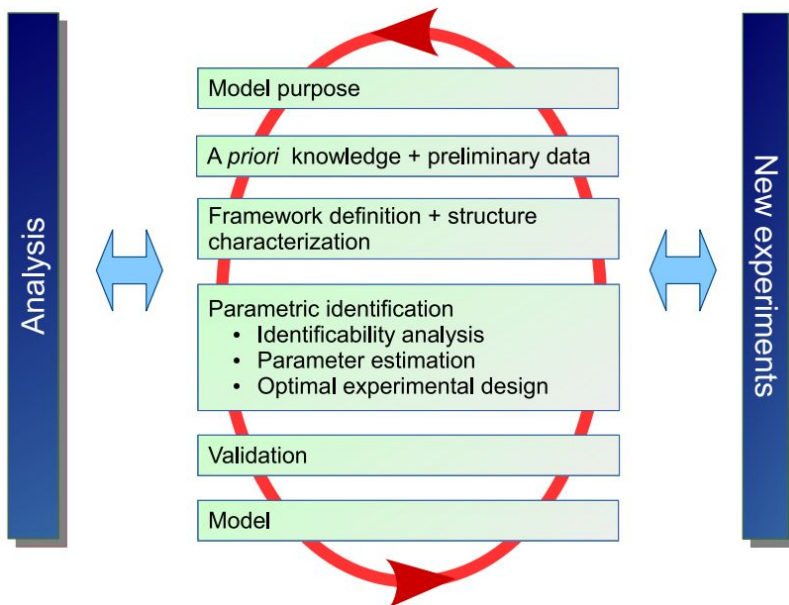 Analysis
Model purpose
A priori knowledge + preliminary data
Framework definition + structure
characterization
Parametric identification
• Identificability analysis
• Parameter estimation
• Optimal experimental design
Validation
Model
New experiments